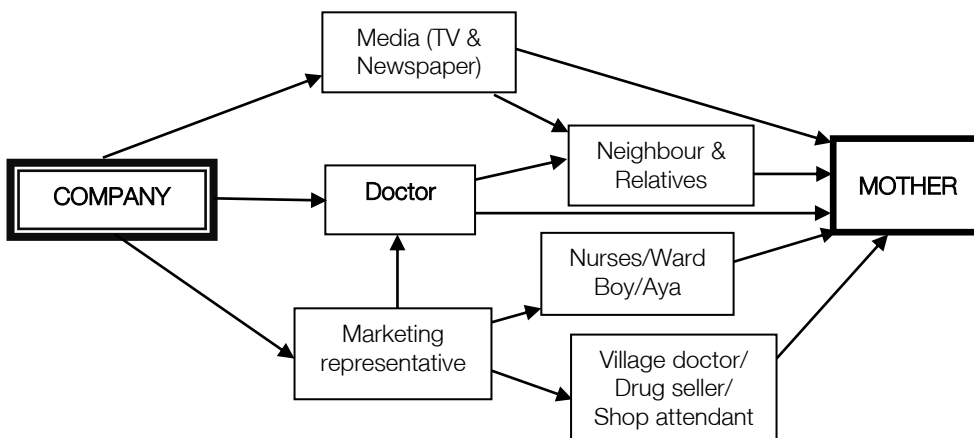 Media (TV &
Newspaper)
Neighbour &
Relatives
COMPANY
Doctor
MOTHER
Nurses/Ward
Boy/Aya
Marketing
representative
Village doctor/
Drug seller/
Shop attendant